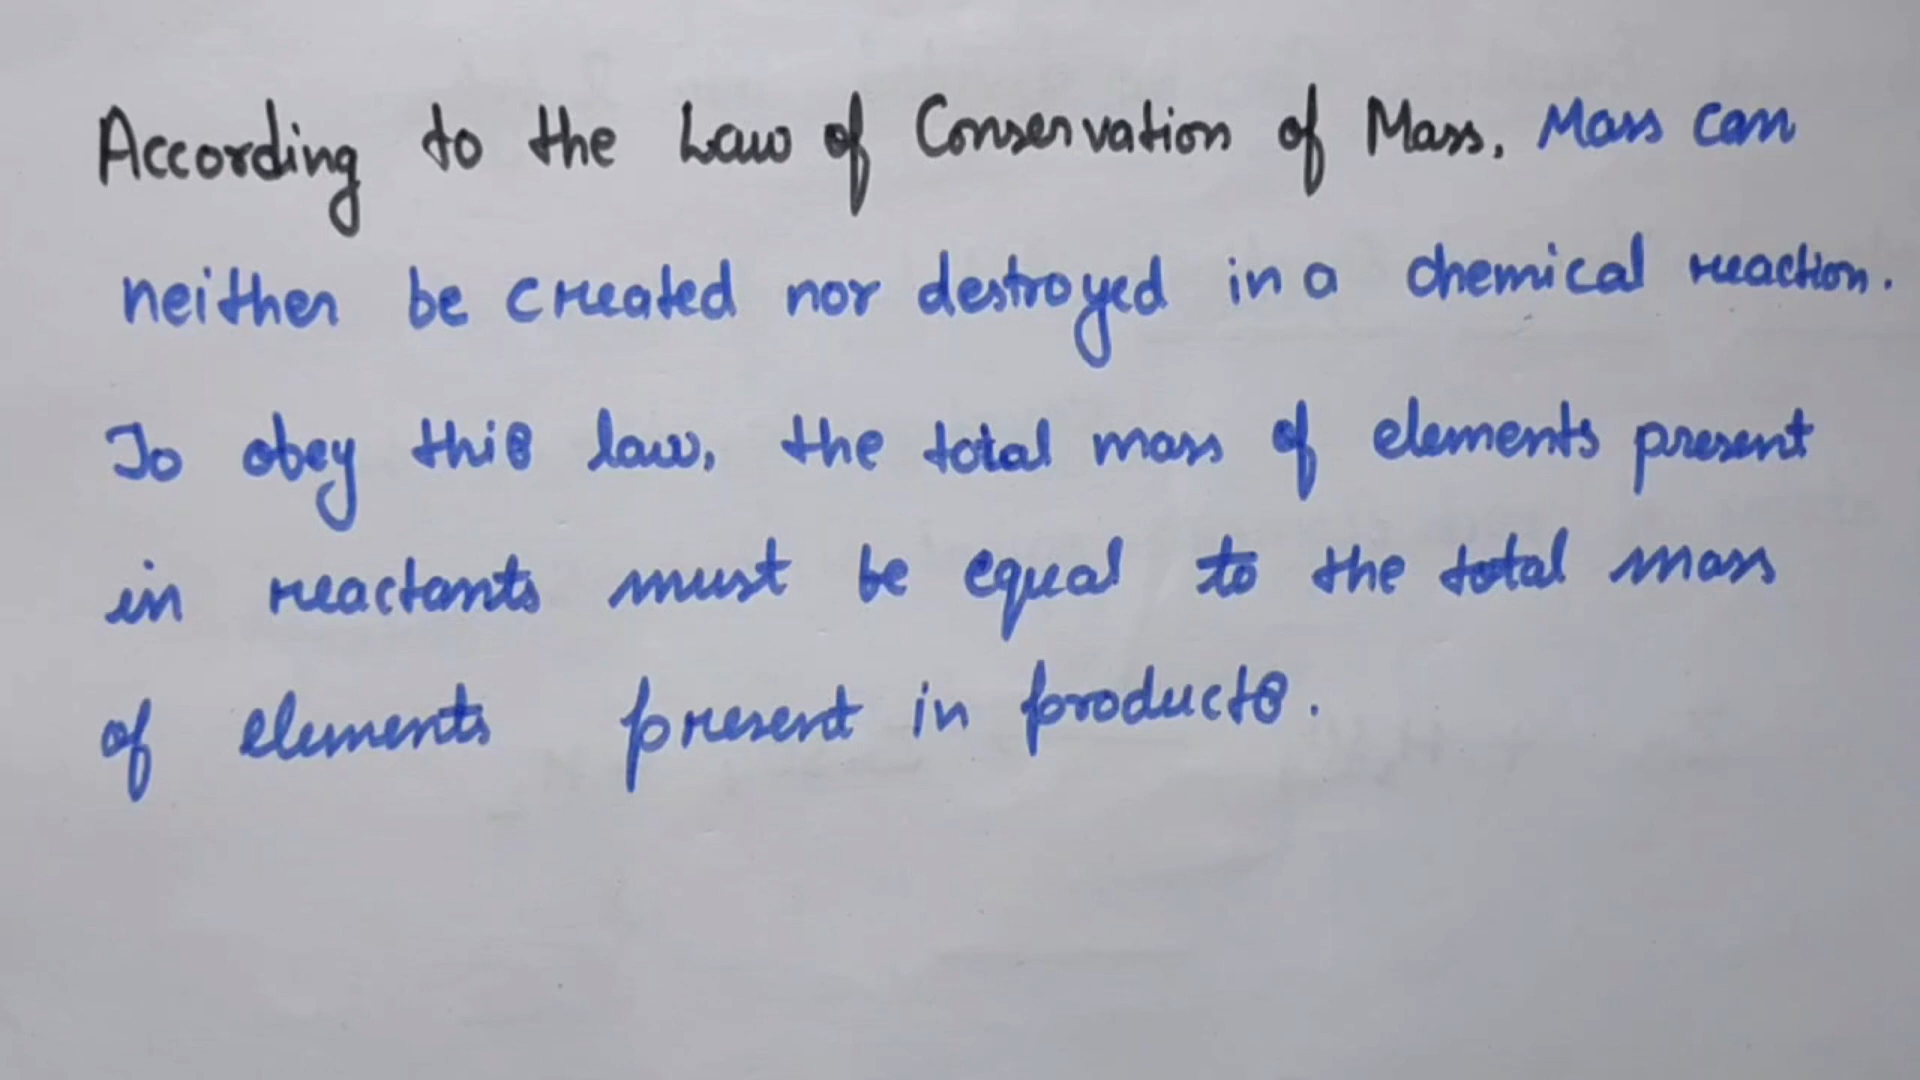 According to the Law of Conservation of Mass, Mass can
neither be created nor destroyed in a chemical reaction.
To obey this law, the total mass of elements present
in reactants must be equal to the total mass
of elements present in products.